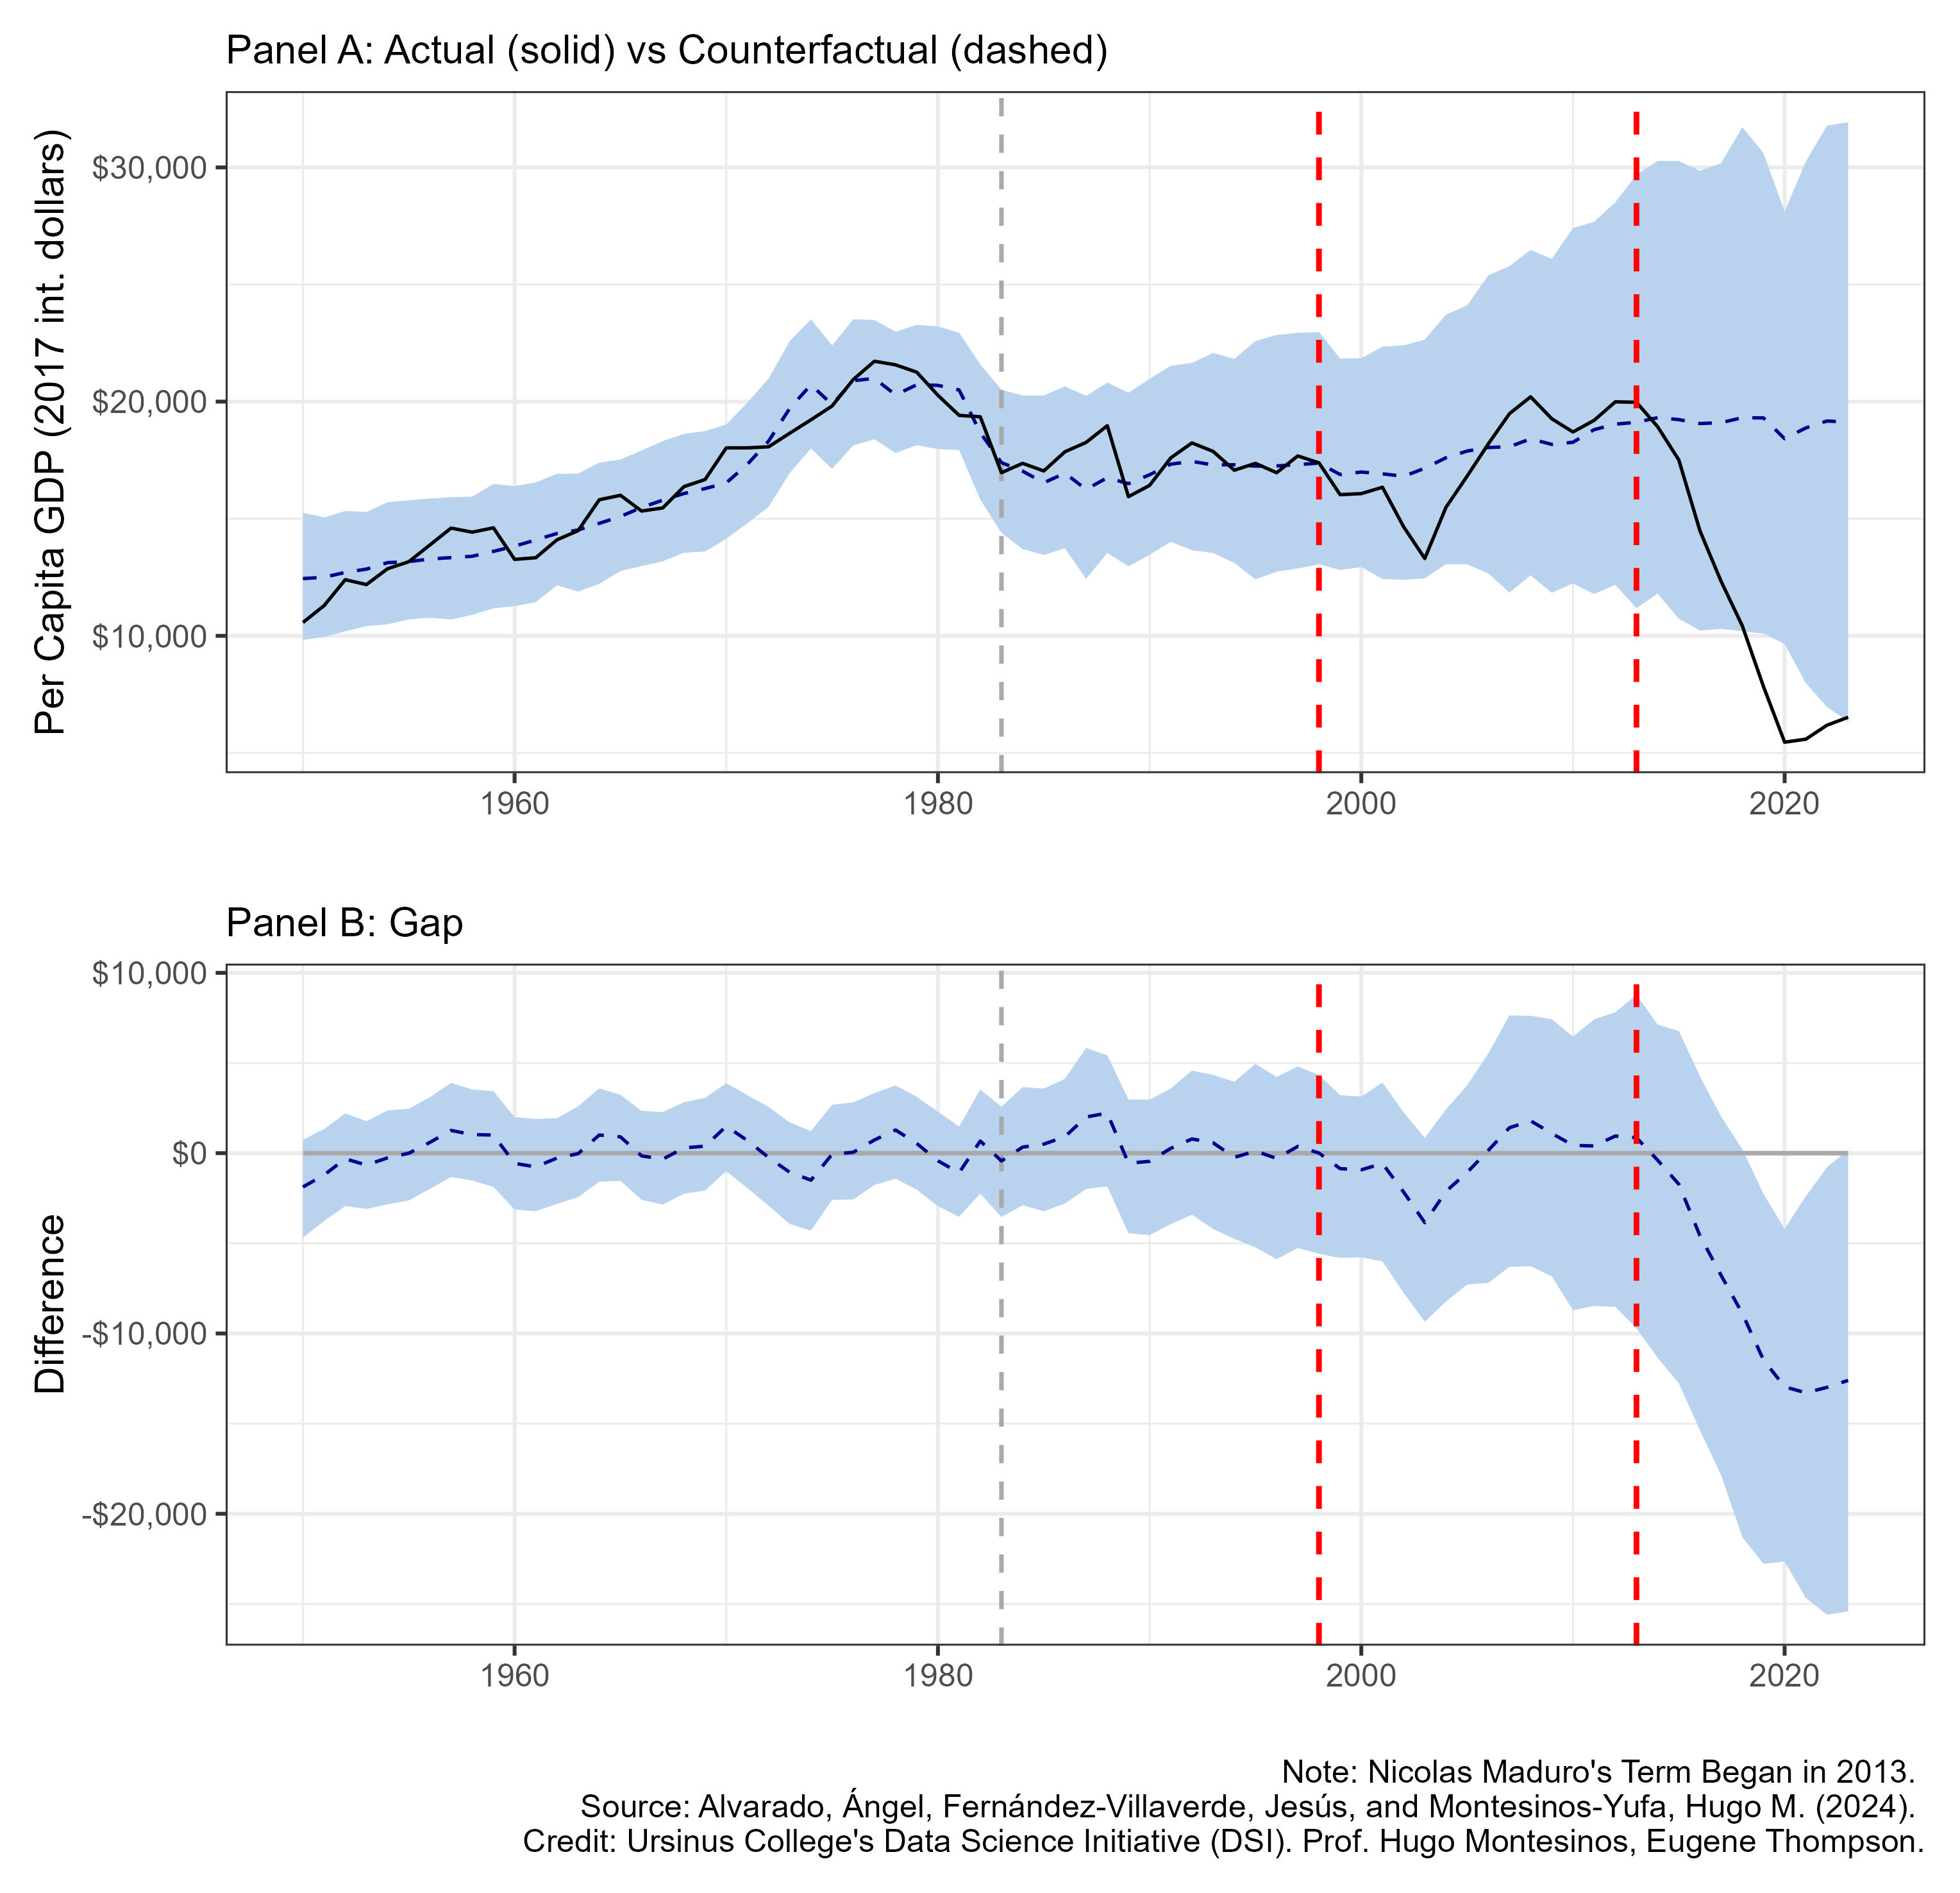 Panel A: Actual (solid) vs Counterfactual (dashed)
Per Capita GDP (2017 int. dollars)
$30,000
$20,000
$10,000
1960 1980 2000 2020
Panel B: Gap
Difference
$10,000
$0
-$10,000
-$20,000
1960 1980 2000 2020
Note: Nicolas Maduro's Term Began in 2013.
Source: Alvarado, Ángel, Fernández-Villaverde, Jesús, and Montesinos-Yufa, Hugo M. (2024).
Credit: Ursinus College's Data Science Initiative (DSI). Prof. Hugo Montesinos, Eugene Thompson.